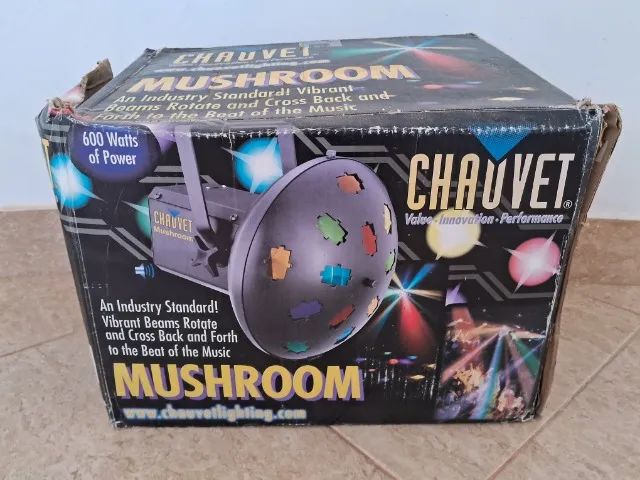 CHAUVET
MUSHROOM
An Industry Standard! Vibrant
Beams Rotate and Cross Back and
Forth to the Beat of the Music
600 Watts
of Power
CHAUVET
Mushroom
CHAUVET®
Value · Innovation · Performance
An Industry Standard!
Vibrant Beams Rotate
and Cross Back and Forth
to the Beat of the Music
MUSHROOM
www.chauvetlighting.com